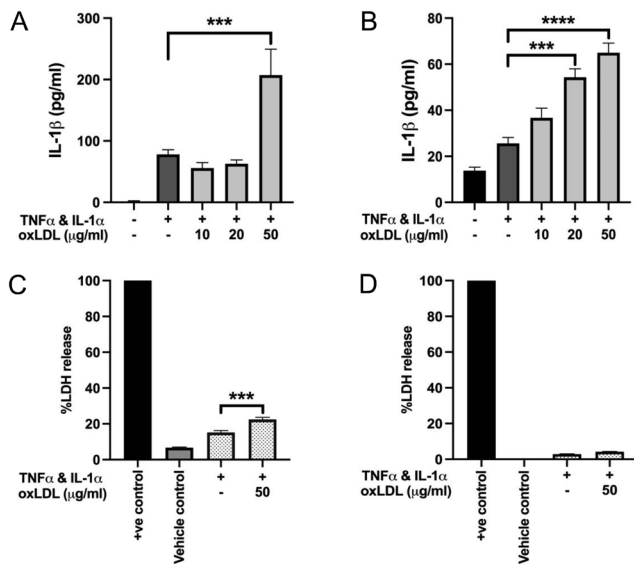 A
IL-1β (pg/ml)
300
200
100
0
***
TNFα & IL-1α - + + + +
oxLDL (μg/ml) - - 10 20 50
B
IL-1β (pg/ml)
80
60
40
20
0
****
***
TNFα & IL-1α - + + + +
oxLDL (μg/ml) - - 10 20 50
C
%LDH release
100
80
60
40
20
0
***
TNFα & IL-1α + +
oxLDL (μg/ml) - 50
+ve control
Vehicle control
D
%LDH release
100
80
60
40
20
0
TNFα & IL-1α + +
oxLDL (μg/ml) - 50
+ve control
Vehicle control